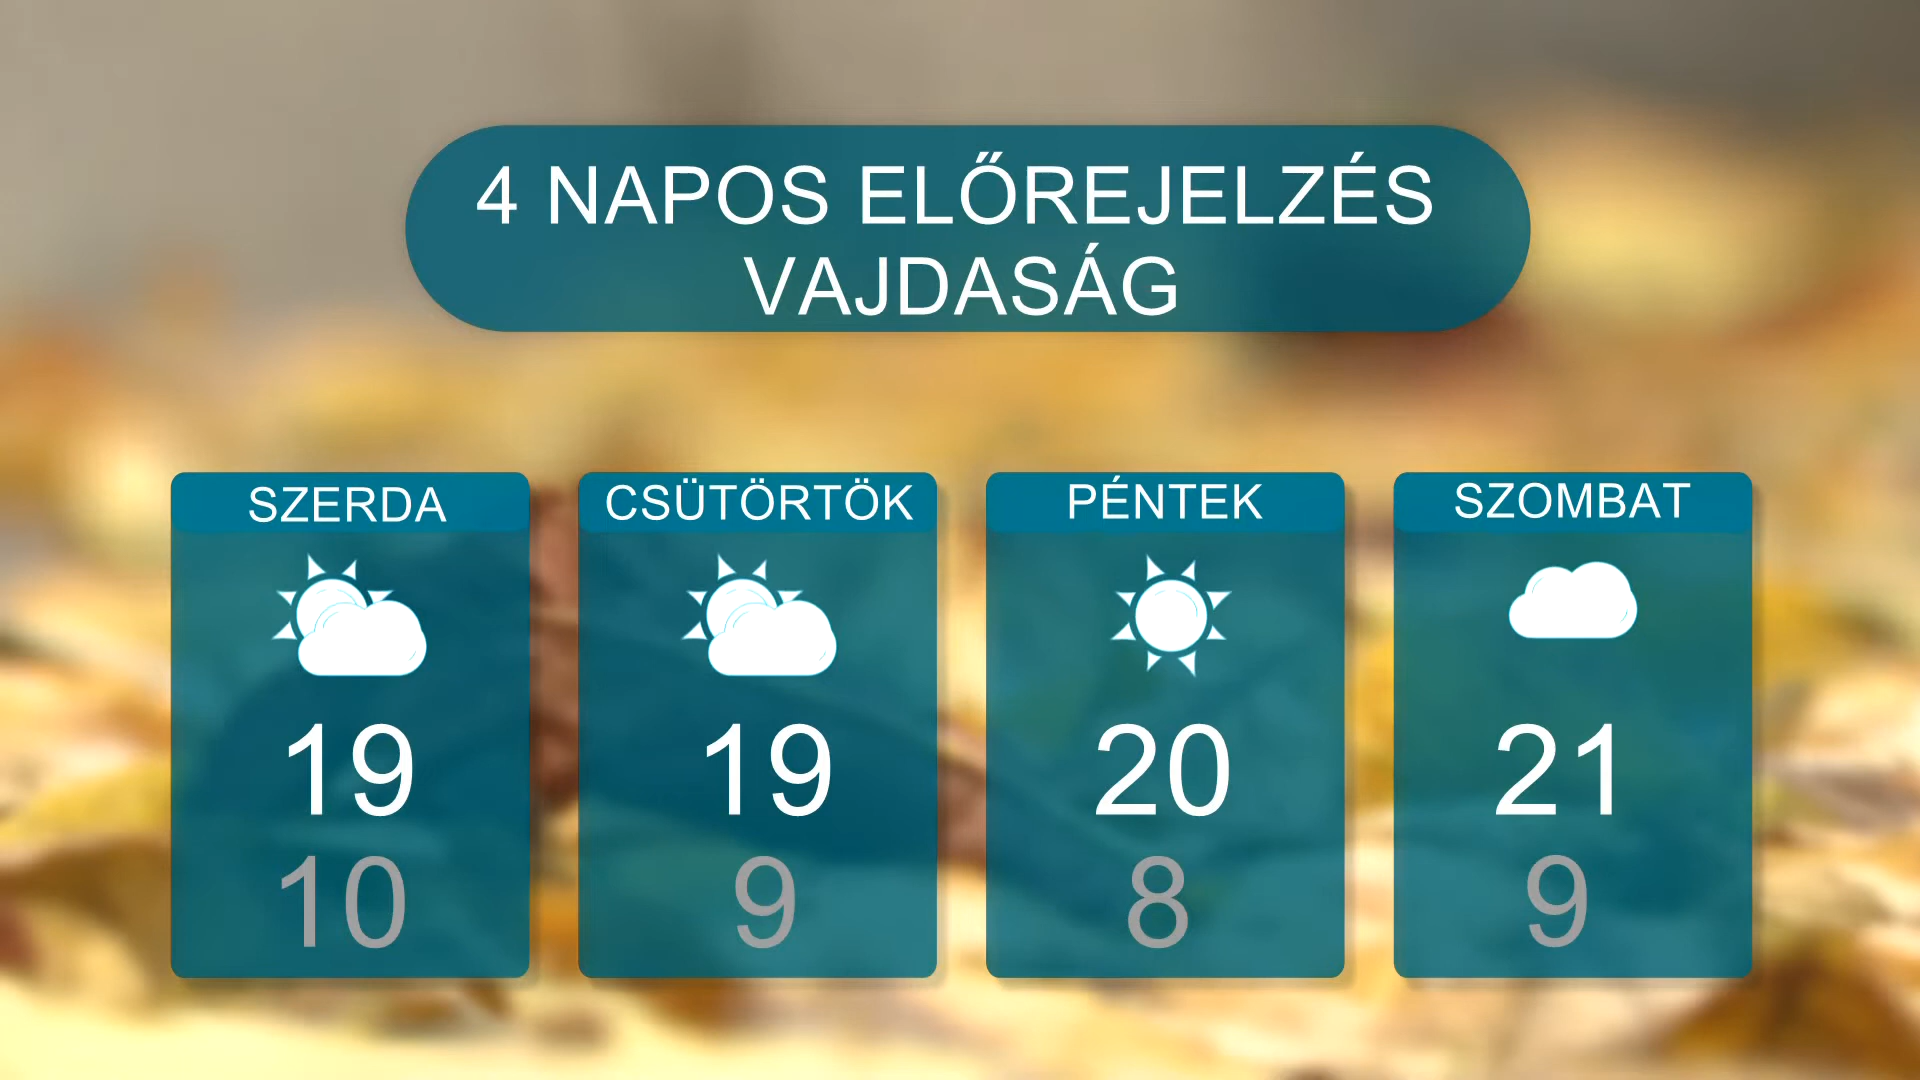 4 NAPOS ELŐREJELZÉS
VAJDASÁG
SZERDA
19
10
CSÜTÖRTÖK
19
9
PÉNTEK
20
8
SZOMBAT
21
9